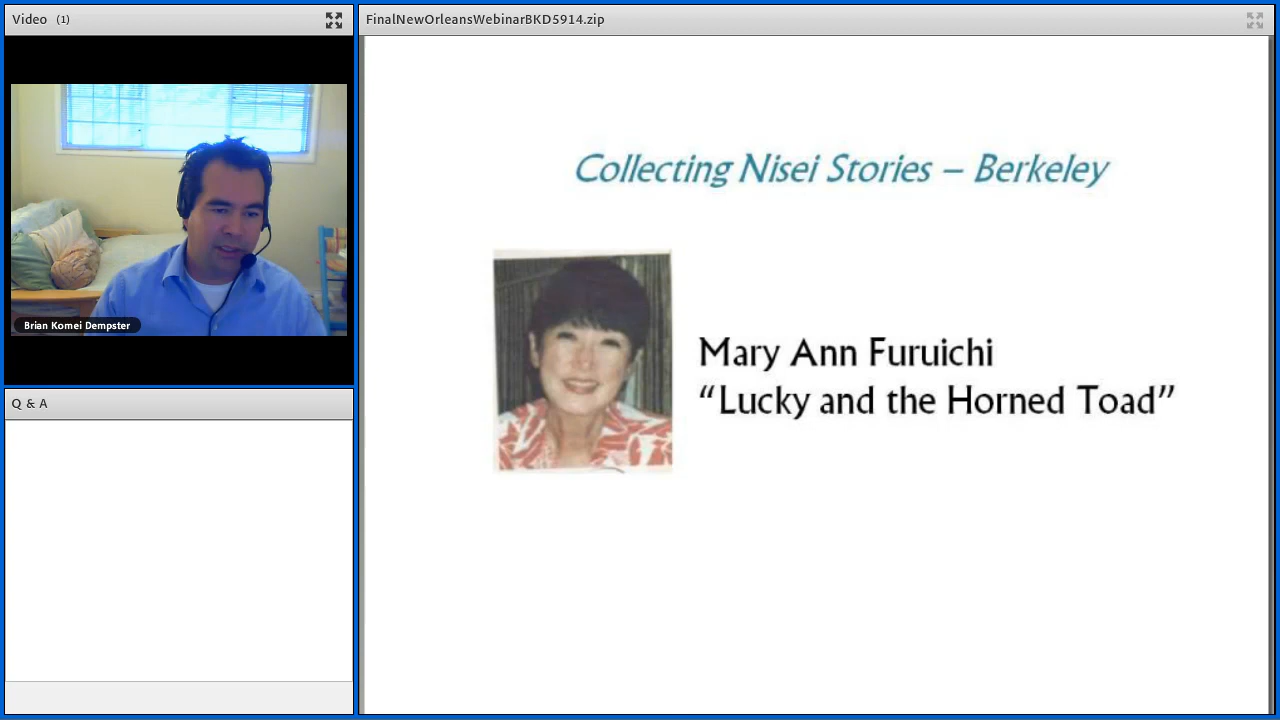 Video (1)
FinalNewOrleansWebinarBKD5914.zip
Brian Komei Dempster
Q & A
Collecting Nisei Stories – Berkeley
Mary Ann Furuichi
“Lucky and the Horned Toad”